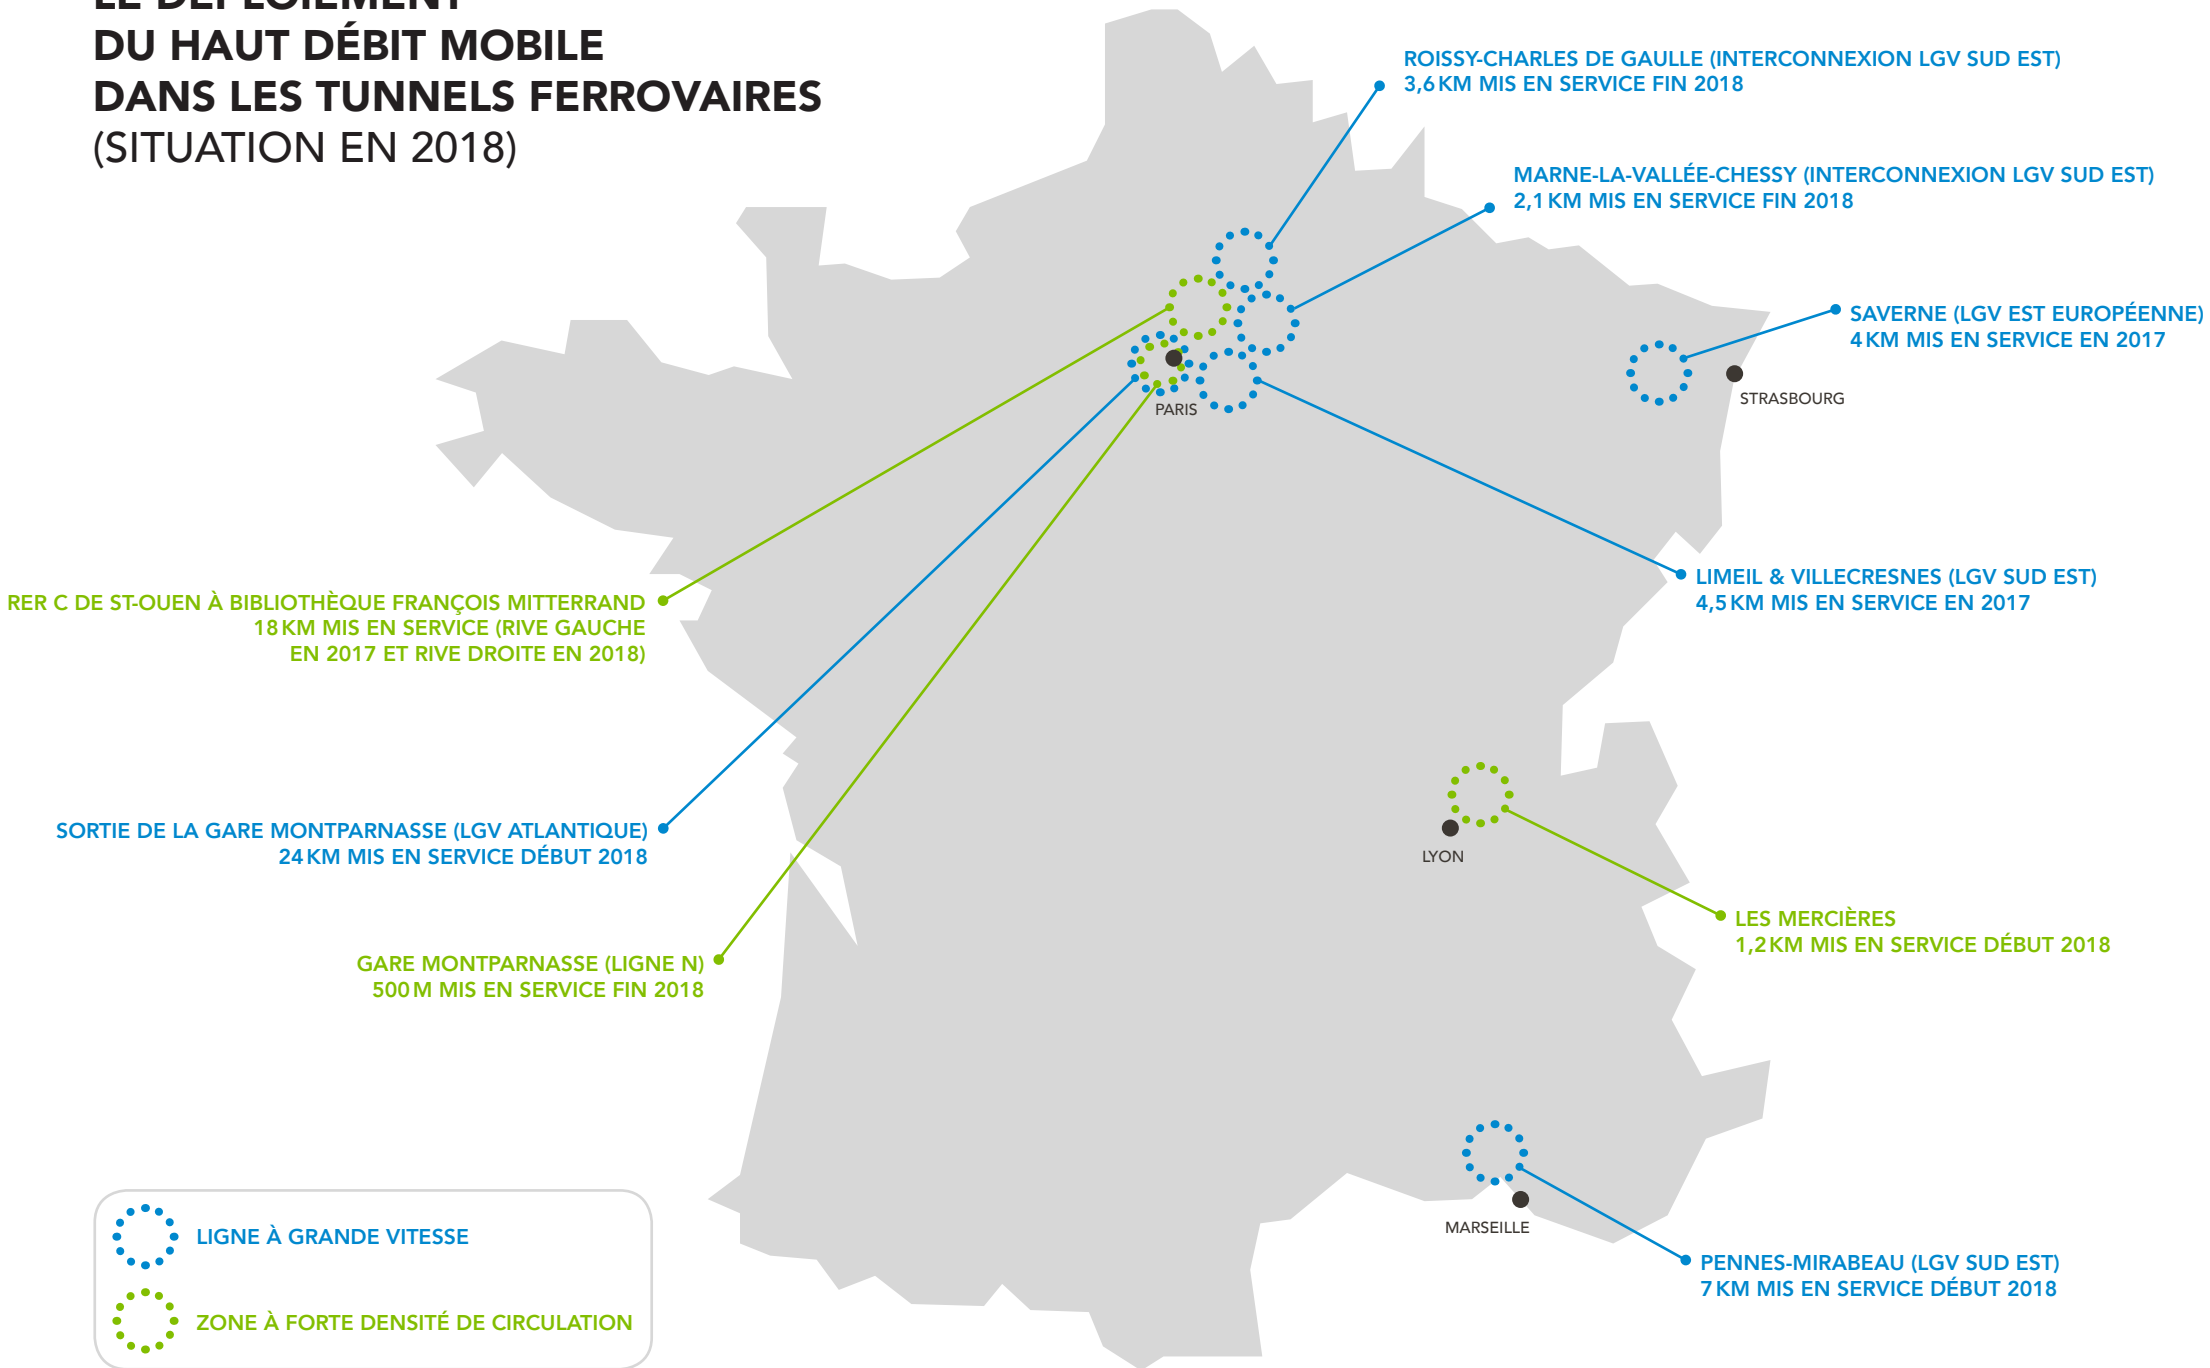 LE DÉPLOIEMENT
DU HAUT DÉBIT MOBILE
DANS LES TUNNELS FERROVAIRES
(SITUATION EN 2018)
ROISSY-CHARLES DE GAULLE (INTERCONNEXION LGV SUD EST)
3,6 KM MIS EN SERVICE FIN 2018
MARNE-LA-VALLÉE-CHESSY (INTERCONNEXION LGV SUD EST)
2,1 KM MIS EN SERVICE FIN 2018
SAVERNE (LGV EST EUROPÉENNE)
4 KM MIS EN SERVICE EN 2017
STRASBOURG
PARIS
LIMEIL & VILLECRESNES (LGV SUD EST)
4,5 KM MIS EN SERVICE EN 2017
RER C DE ST-OUEN À BIBLIOTHÈQUE FRANÇOIS MITTERRAND
18 KM MIS EN SERVICE (RIVE GAUCHE
EN 2017 ET RIVE DROITE EN 2018)
SORTIE DE LA GARE MONTPARNASSE (LGV ATLANTIQUE)
24 KM MIS EN SERVICE DÉBUT 2018
LYON
LES MERCIÈRES
1,2 KM MIS EN SERVICE DÉBUT 2018
GARE MONTPARNASSE (LIGNE N)
500 M MIS EN SERVICE FIN 2018
MARSEILLE
PENNES-MIRABEAU (LGV SUD EST)
7 KM MIS EN SERVICE DÉBUT 2018
LIGNE À GRANDE VITESSE
ZONE À FORTE DENSITÉ DE CIRCULATION